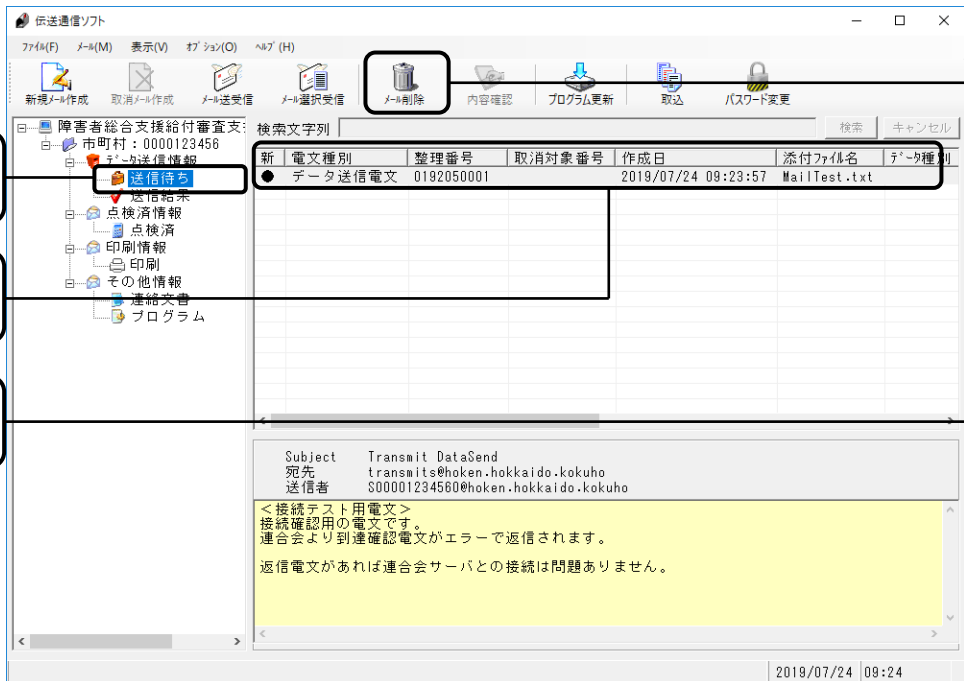 伝送通信ソフト
ファイル(F) メール(M) 表示(V) オプション(O) ヘルプ(H)
新規メール作成 取消メール作成 メール送受信 メール選択受信 メール削除 内容確認 プログラム更新 取込 パスワード変更
障害者総合支援給付審査支 検索文字列 検索 キャンセル
市町村:0000123456
データ送信情報
送信待ち
送信結果
点検済情報
点検済
印刷情報
印刷
その他情報
連絡文書
プログラム
新 電文種別 整理番号 取消対象番号 作成日 添付ファイル名 データ種別
● データ送信電文 0192050001 2019/07/24 09:23:57 MailTest.txt
Subject Transmit DataSend
宛先 transmits@hoken.hokkaido.kokuho
送信者 S00001234560@hoken.hokkaido.kokuho
<接続テスト用電文>
接続確認用の電文です。
連合会より到達確認電文がエラーで返信されます。
返信電文があれば連合会サーバとの接続は問題ありません。
2019/07/24 09:24